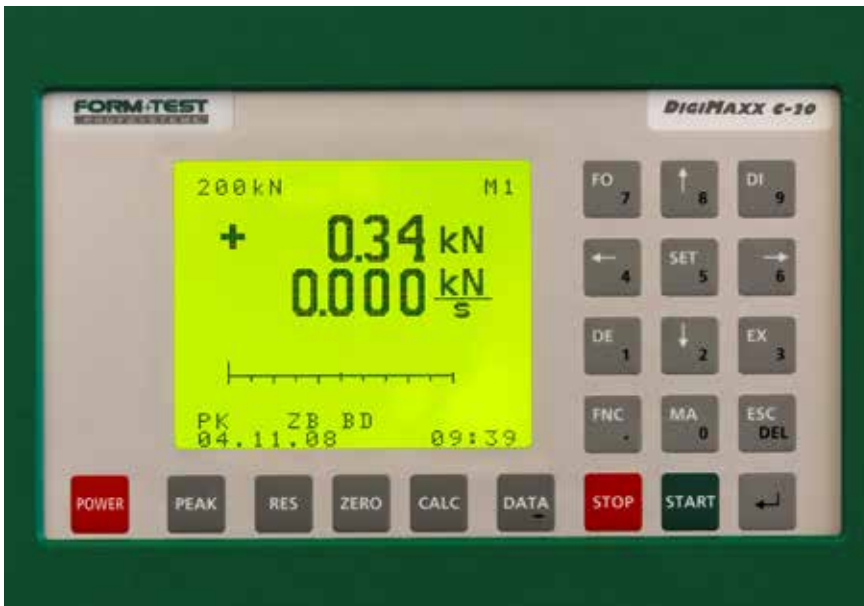 FORM+TEST
PRÜFSYSTEME
DIGIMAXX C-20
200kN M1
+ 0.34 kN
0.000 kN/s
PK ZB BD
04.11.08 09:39
FO 7 ↑ 8 DI 9
← 4 SET 5 → 6
DE 1 ↓ 2 EX 3
FNC . MA 0 ESC DEL
POWER PEAK RES ZERO CALC DATA - STOP START ↵